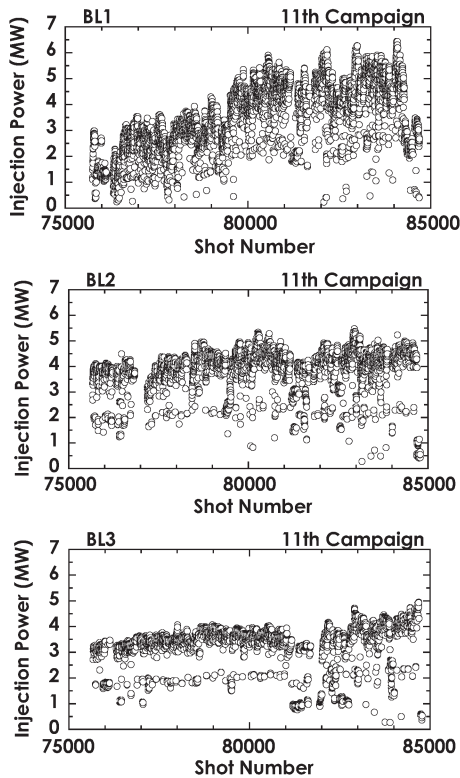 BL1 11th Campaign
7
6
5
4
3
2
1
0
Injection Power (MW)
75000 80000 85000
Shot Number
BL2 11th Campaign
7
6
5
4
3
2
1
0
Injection Power (MW)
75000 80000 85000
Shot Number
BL3 11th Campaign
7
6
5
4
3
2
1
0
Injection Power (MW)
75000 80000 85000
Shot Number